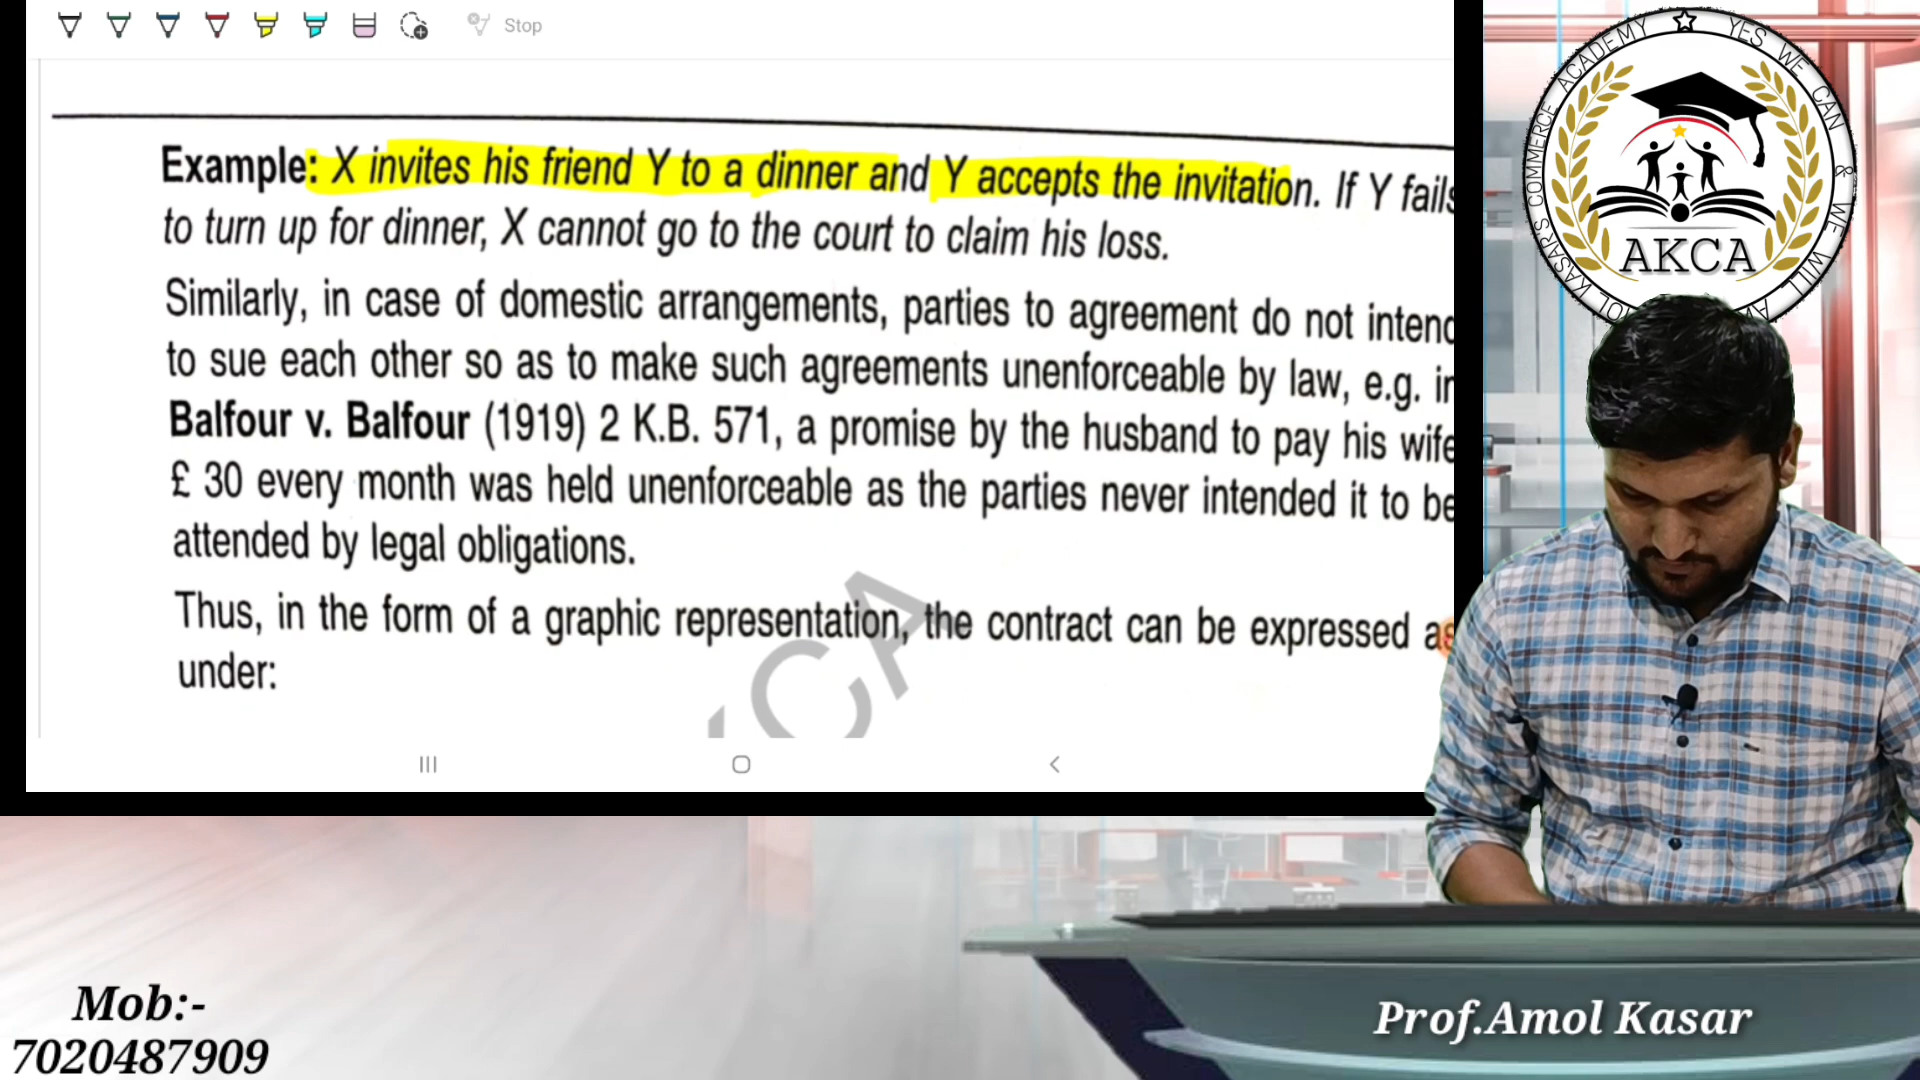 Stop
Example: X invites his friend Y to a dinner and Y accepts the invitation. If Y fails
to turn up for dinner, X cannot go to the court to claim his loss.
Similarly, in case of domestic arrangements, parties to agreement do not intend
to sue each other so as to make such agreements unenforceable by law, e.g. in
Balfour v. Balfour (1919) 2 K.B. 571, a promise by the husband to pay his wife
£ 30 every month was held unenforceable as the parties never intended it to be
attended by legal obligations.
Thus, in the form of a graphic representation, the contract can be expressed as
under:
CA
KASAR'S COMMERCE ACADEMY
YES WE CAN & WE WILL
AKCA
Mob:-
7020487909
Prof.Amol Kasar